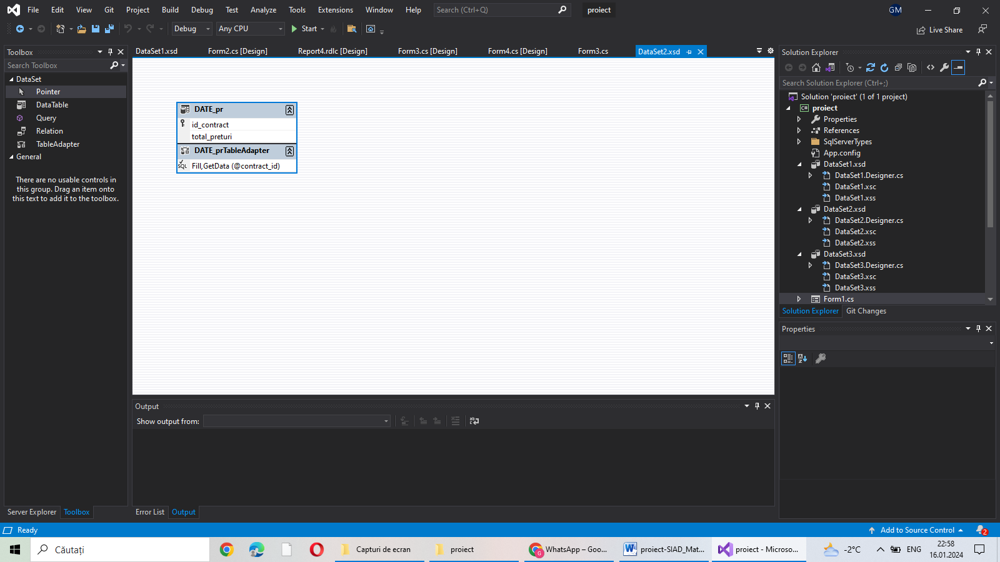 File Edit View Git Project Build Debug Test Analyze Tools Extensions Window Help Search (Ctrl+Q) proiect GM
Debug Any CPU Start Live Share
Toolbox
Search Toolbox
DataSet
Pointer
DataTable
Query
Relation
TableAdapter
General
There are no usable controls in
this group. Drag an item onto
this text to add it to the toolbox.
Server Explorer Toolbox
DataSet1.xsd Form2.cs [Design] Report4.rdlc [Design] Form3.cs [Design] Form4.cs [Design] Form3.cs DataSet2.xsd
DATE_pr
id_contract
total_preturi
DATE_prTableAdapter
SQL Fill,GetData (@contract_id)
Output
Show output from:
Error List Output
Solution Explorer
Search Solution Explorer (Ctrl+;)
Solution 'proiect' (1 of 1 project)
C# proiect
Properties
References
SqlServerTypes
App.config
DataSet1.xsd
DataSet1.Designer.cs
DataSet1.xsc
DataSet1.xss
DataSet2.xsd
DataSet2.Designer.cs
DataSet2.xsc
DataSet2.xss
DataSet3.xsd
DataSet3.Designer.cs
DataSet3.xsc
DataSet3.xss
Form1.cs
Solution Explorer Git Changes
Properties
Ready Add to Source Control 2
Căutați Capturi de ecran proiect G WhatsApp – Goo... proiect-SIAD_Mat... proiect - Microso... -2°C ENG 22:58
16.01.2024